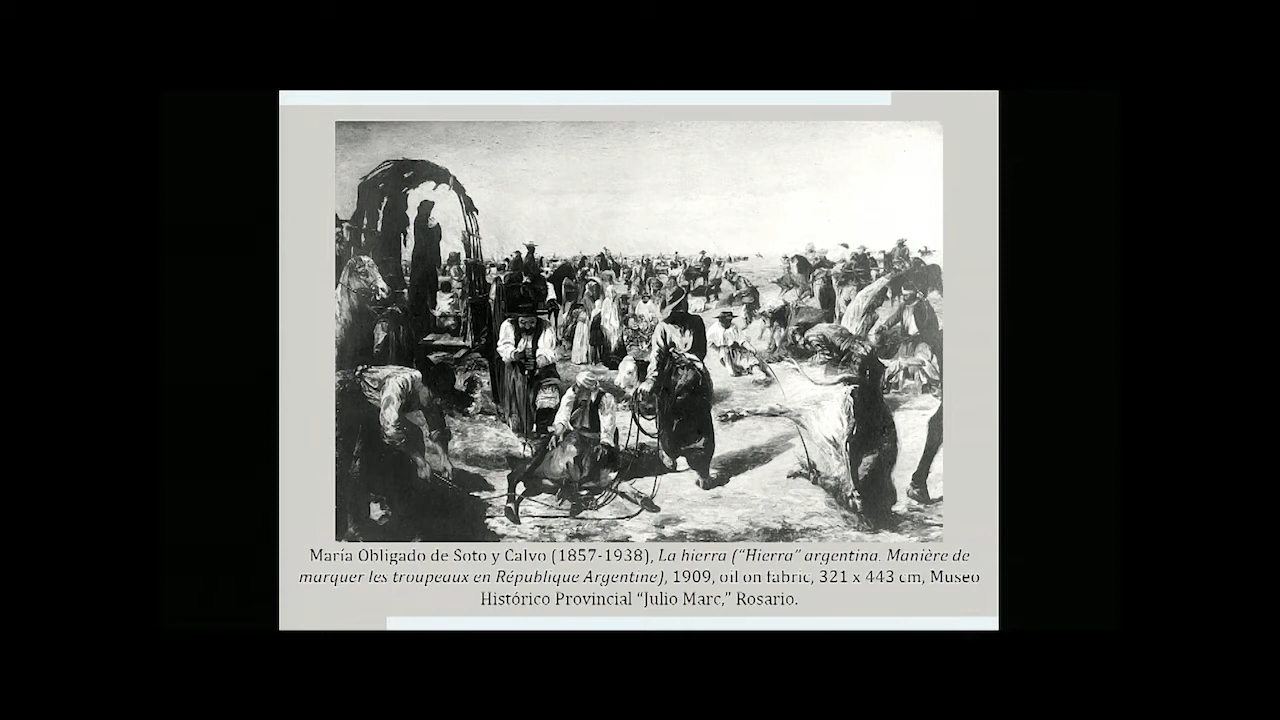 María Obligado de Soto y Calvo (1857-1938), La hierra ("Hierra" argentina. Manière de
marquer les troupeaux en République Argentine), 1909, oil on fabric, 321 x 443 cm, Museo
Histórico Provincial “Julio Marc,” Rosario.